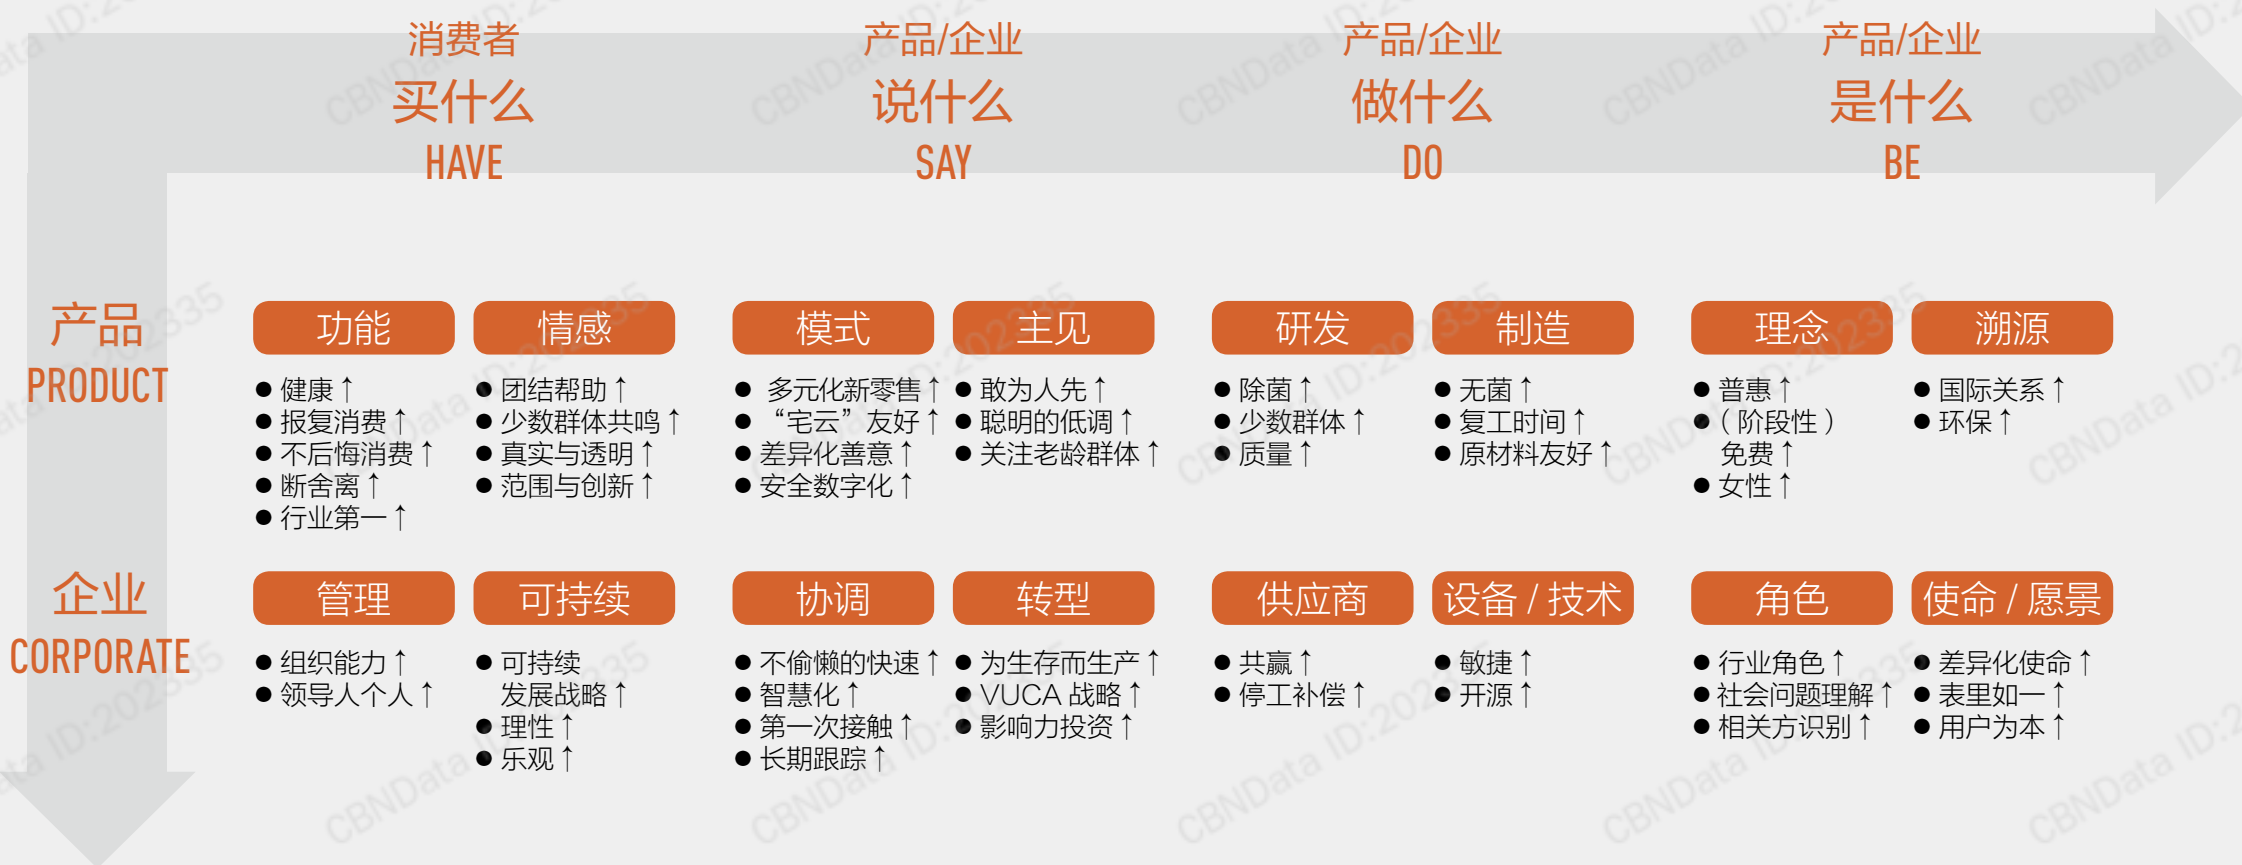 消费者
买什么
HAVE
产品/企业
说什么
SAY
产品/企业
做什么
DO
产品/企业
是什么
BE
产品
PRODUCT
功能
● 健康↑
● 报复消费↑
● 不后悔消费↑
● 断舍离↑
● 行业第一↑
情感
● 团结帮助↑
● 少数群体共鸣↑
● 真实与透明↑
● 范围与创新↑
模式
● 多元化新零售↑
● “宅云”友好↑
● 差异化善意↑
● 安全数字化↑
主见
● 敢为人先↑
● 聪明的低调↑
● 关注老龄群体↑
研发
● 除菌↑
● 少数群体↑
● 质量↑
制造
● 无菌↑
● 复工时间↑
● 原材料友好↑
理念
● 普惠↑
●（阶段性）
免费↑
● 女性↑
溯源
● 国际关系↑
● 环保↑
企业
CORPORATE
管理
● 组织能力↑
● 领导人个人↑
可持续
● 可持续
发展战略↑
● 理性↑
● 乐观↑
协调
● 不偷懒的快速↑
● 智慧化↑
● 第一次接触↑
● 长期跟踪↑
转型
● 为生存而生产↑
● VUCA 战略↑
● 影响力投资↑
供应商
● 共赢↑
● 停工补偿↑
设备 / 技术
● 敏捷↑
● 开源↑
角色
● 行业角色↑
● 社会问题理解↑
● 相关方识别↑
使命 / 愿景
● 差异化使命↑
● 表里如一↑
● 用户为本↑
CBNData ID:202335